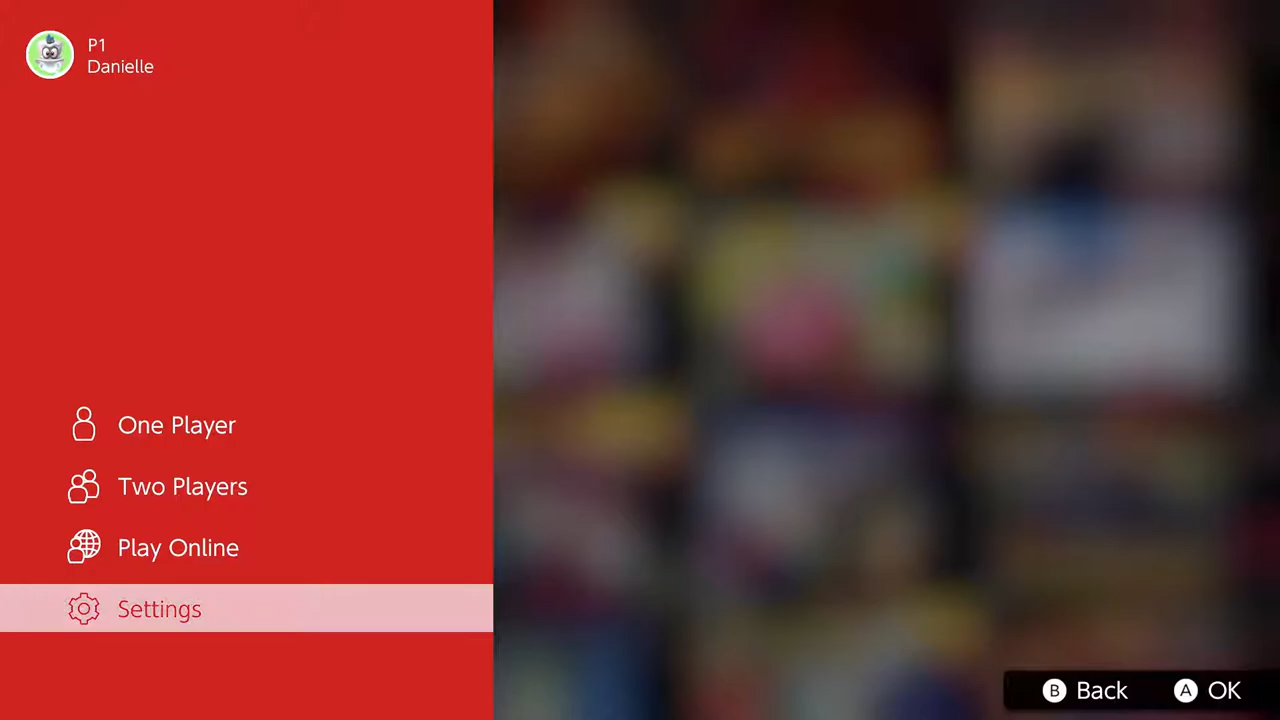 P1
Danielle
One Player
Two Players
Play Online
Settings
B Back A OK